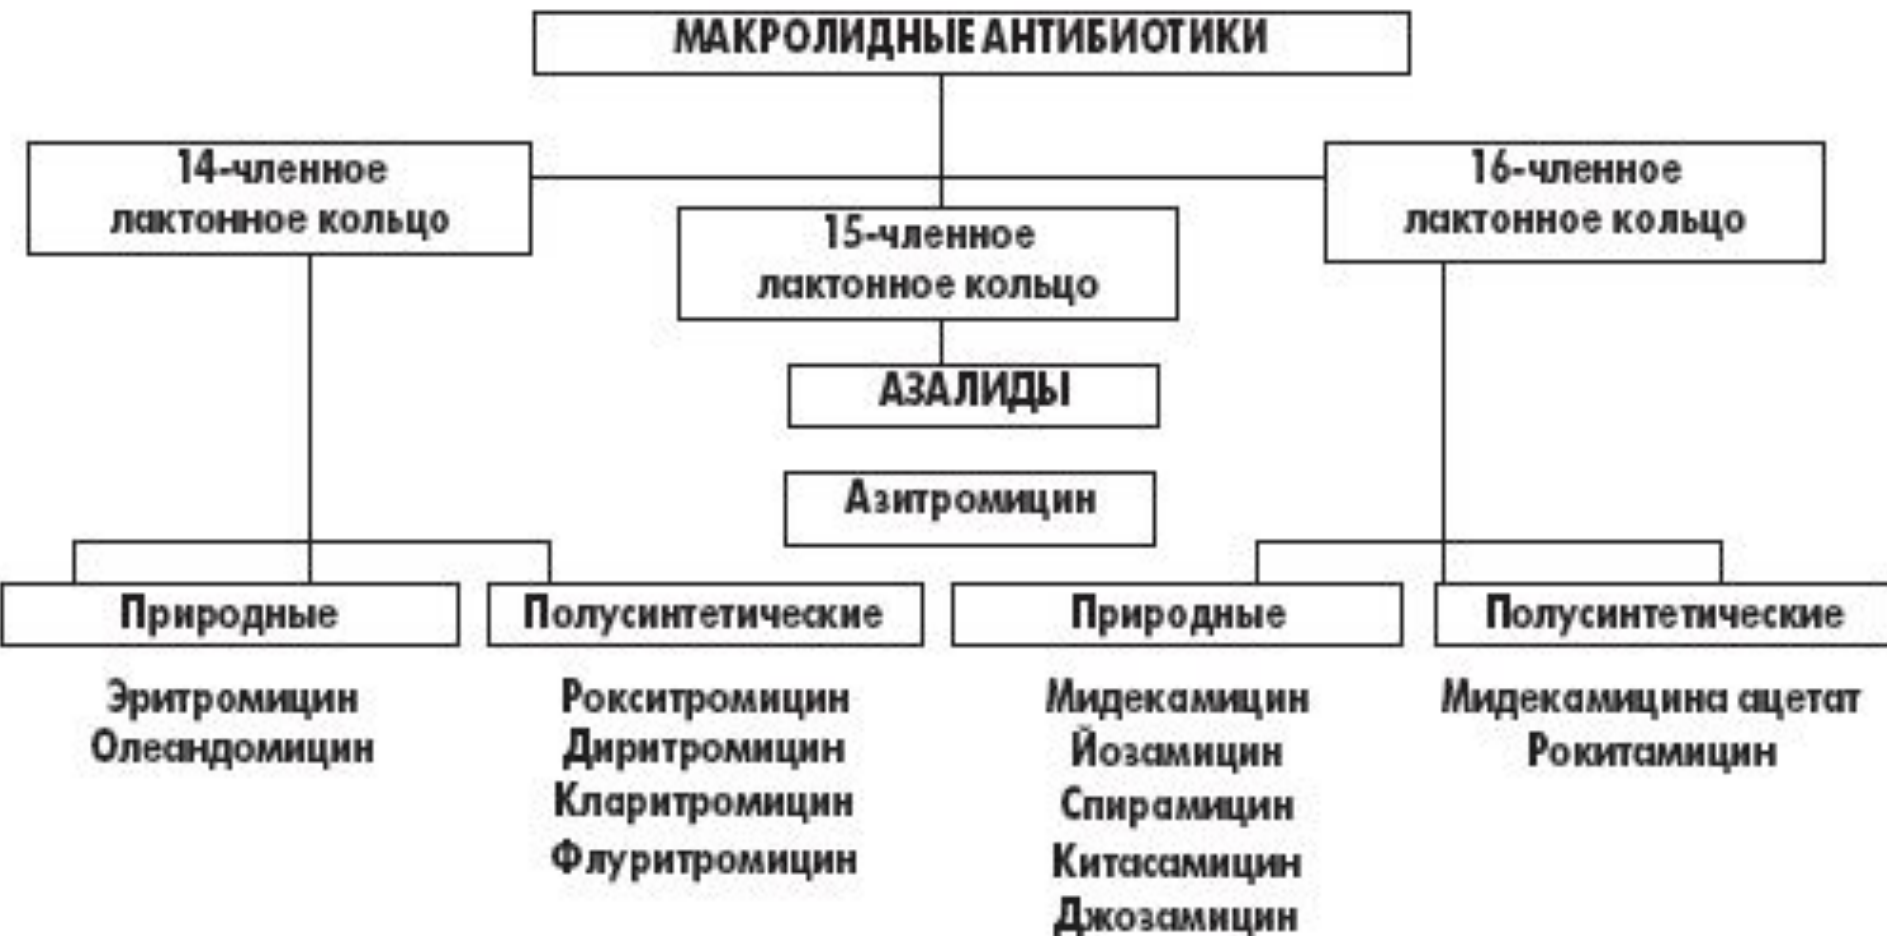 МАКРОЛИДНЫЕ АНТИБИОТИКИ
14-членное
лактонное кольцо
15-членное
лактонное кольцо
16-членное
лактонное кольцо
АЗАЛИДЫ
Азитромицин
Природные
Эритромицин
Олеандомицин
Полусинтетические
Рокситромицин
Диритромицин
Кларитромицин
Флуритромицин
Природные
Мидекамицин
Йозамицин
Спирамицин
Китасамицин
Джозамицин
Полусинтетические
Мидекамицина ацетат
Рокитамицин